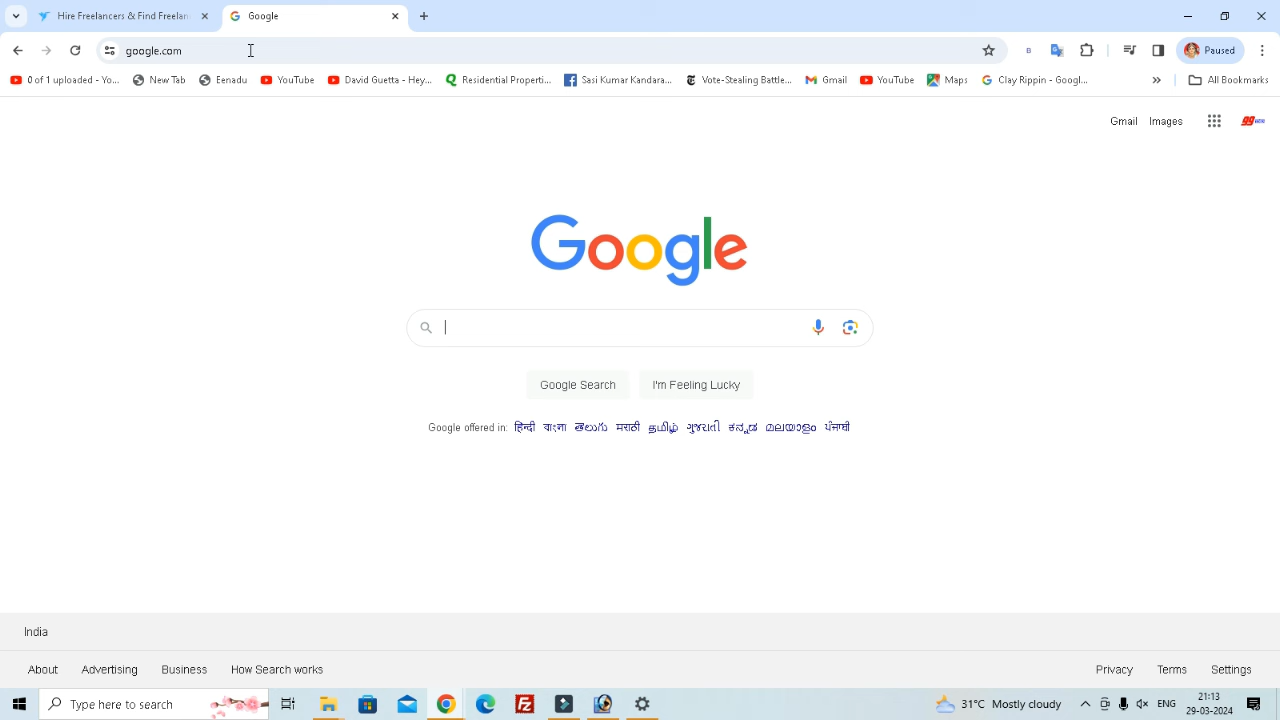 Hire Freelancers & Find Freelan
Google
google.com
Paused
0 of 1 uploaded - Yo...
New Tab
Eenadu
YouTube
David Guetta - Hey,...
Residential Properti...
Sasi Kumar Kandara...
Vote-Stealing Battle...
Gmail
YouTube
Maps
Clay Rippin - Googl...
All Bookmarks
Gmail
Images
Google
Google Search
I'm Feeling Lucky
Google offered in: हिन्दी বাংলা తెలుగు मराठी தமிழ் ગુજરાતી ಕನ್ನಡ മലയാളം ਪੰਜਾਬੀ
India
About
Advertising
Business
How Search works
Privacy
Terms
Settings
Type here to search
31°C Mostly cloudy
ENG
21:13
29-03-2024